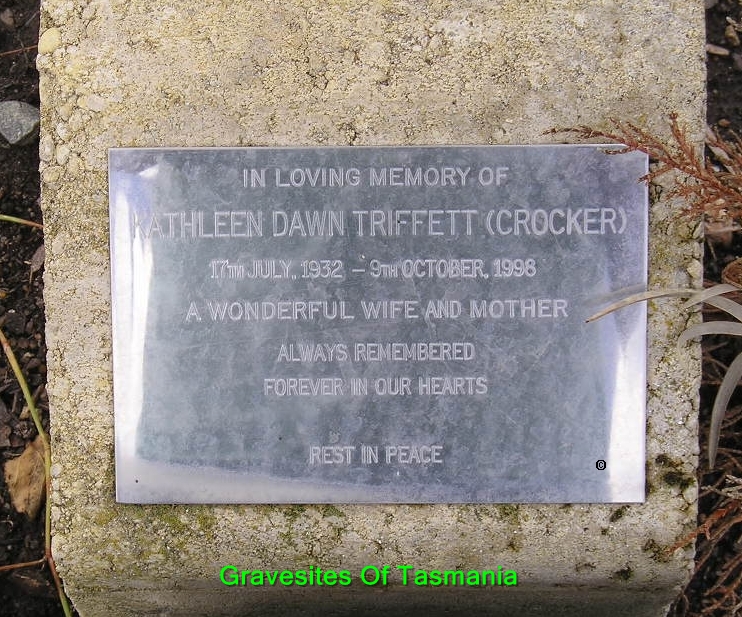 IN LOVING MEMORY OF
KATHLEEN DAWN TRIFFETT (CROCKER)
17TH JULY, 1932 - 9TH OCTOBER, 1998
A WONDERFUL WIFE AND MOTHER
ALWAYS REMEMBERED
FOREVER IN OUR HEARTS
REST IN PEACE
©
Gravesites Of Tasmania